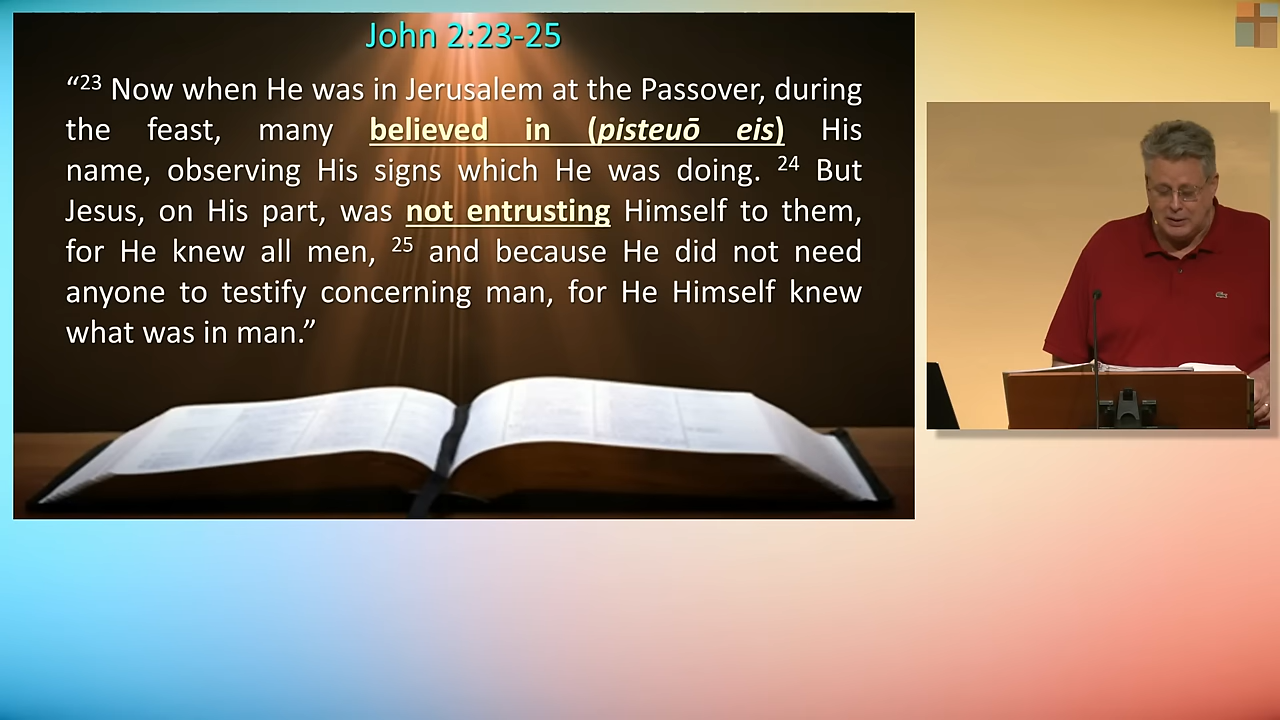 John 2:23-25
“23 Now when He was in Jerusalem at the Passover, during
the feast, many believed in (pisteuō eis) His
name, observing His signs which He was doing. 24 But
Jesus, on His part, was not entrusting Himself to them,
for He knew all men, 25 and because He did not need
anyone to testify concerning man, for He Himself knew
what was in man.”